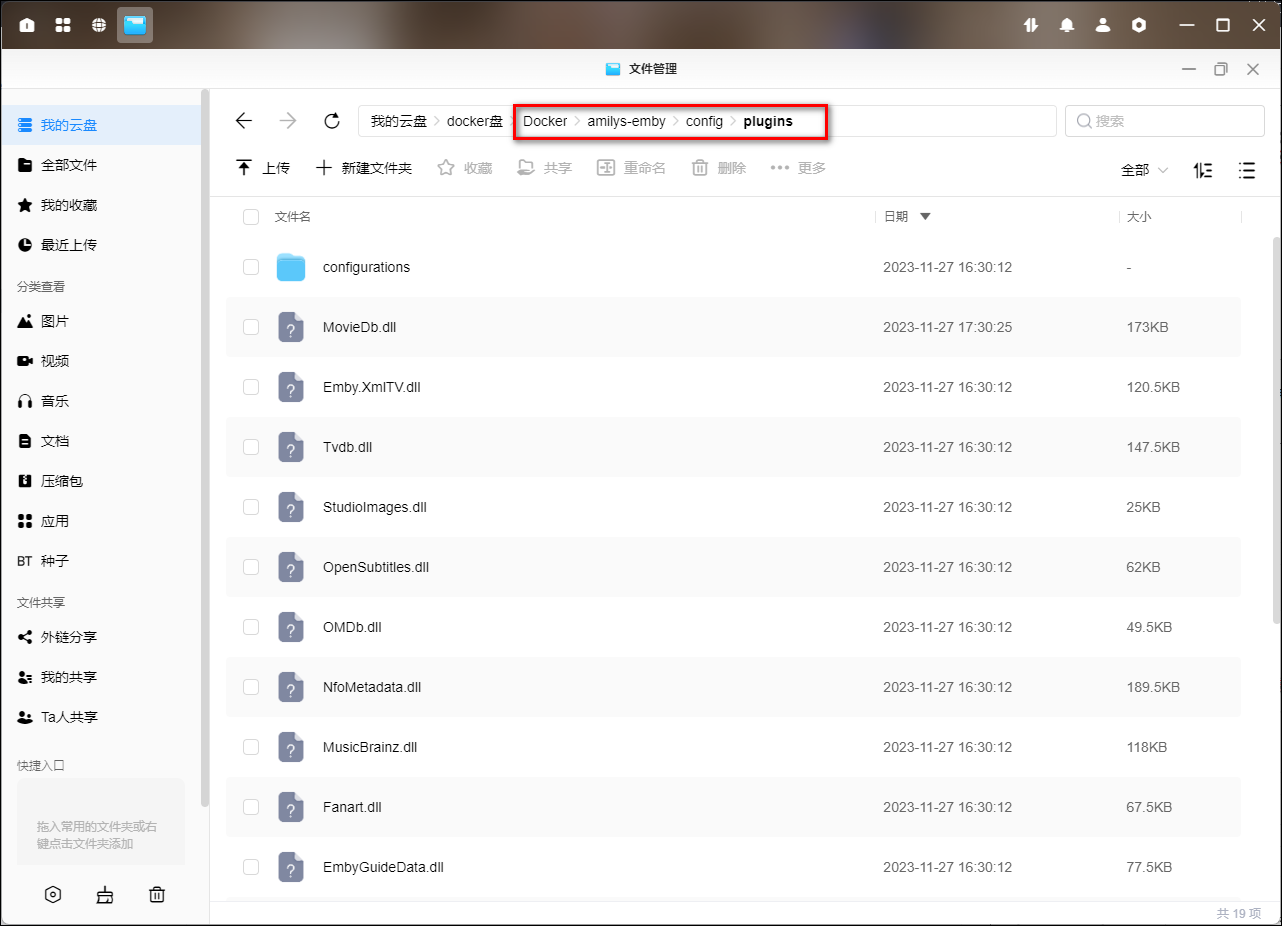 文件管理
我的云盘
全部文件
我的收藏
最近上传
分类查看
图片
视频
音乐
文档
压缩包
应用
BT 种子
文件共享
外链分享
我的共享
Ta人共享
快捷入口
拖入常用的文件夹或右
键点击文件夹添加
我的云盘 docker盘 Docker amilys-emby config plugins 搜索
上传 新建文件夹 收藏 共享 重命名 删除 更多 全部
文件名 日期 大小
configurations 2023-11-27 16:30:12 -
MovieDb.dll 2023-11-27 17:30:25 173KB
Emby.XmlTV.dll 2023-11-27 16:30:12 120.5KB
Tvdb.dll 2023-11-27 16:30:12 147.5KB
StudioImages.dll 2023-11-27 16:30:12 25KB
OpenSubtitles.dll 2023-11-27 16:30:12 62KB
OMDb.dll 2023-11-27 16:30:12 49.5KB
NfoMetadata.dll 2023-11-27 16:30:12 189.5KB
MusicBrainz.dll 2023-11-27 16:30:12 118KB
Fanart.dll 2023-11-27 16:30:12 67.5KB
EmbyGuideData.dll 2023-11-27 16:30:12 77.5KB
共 19 项